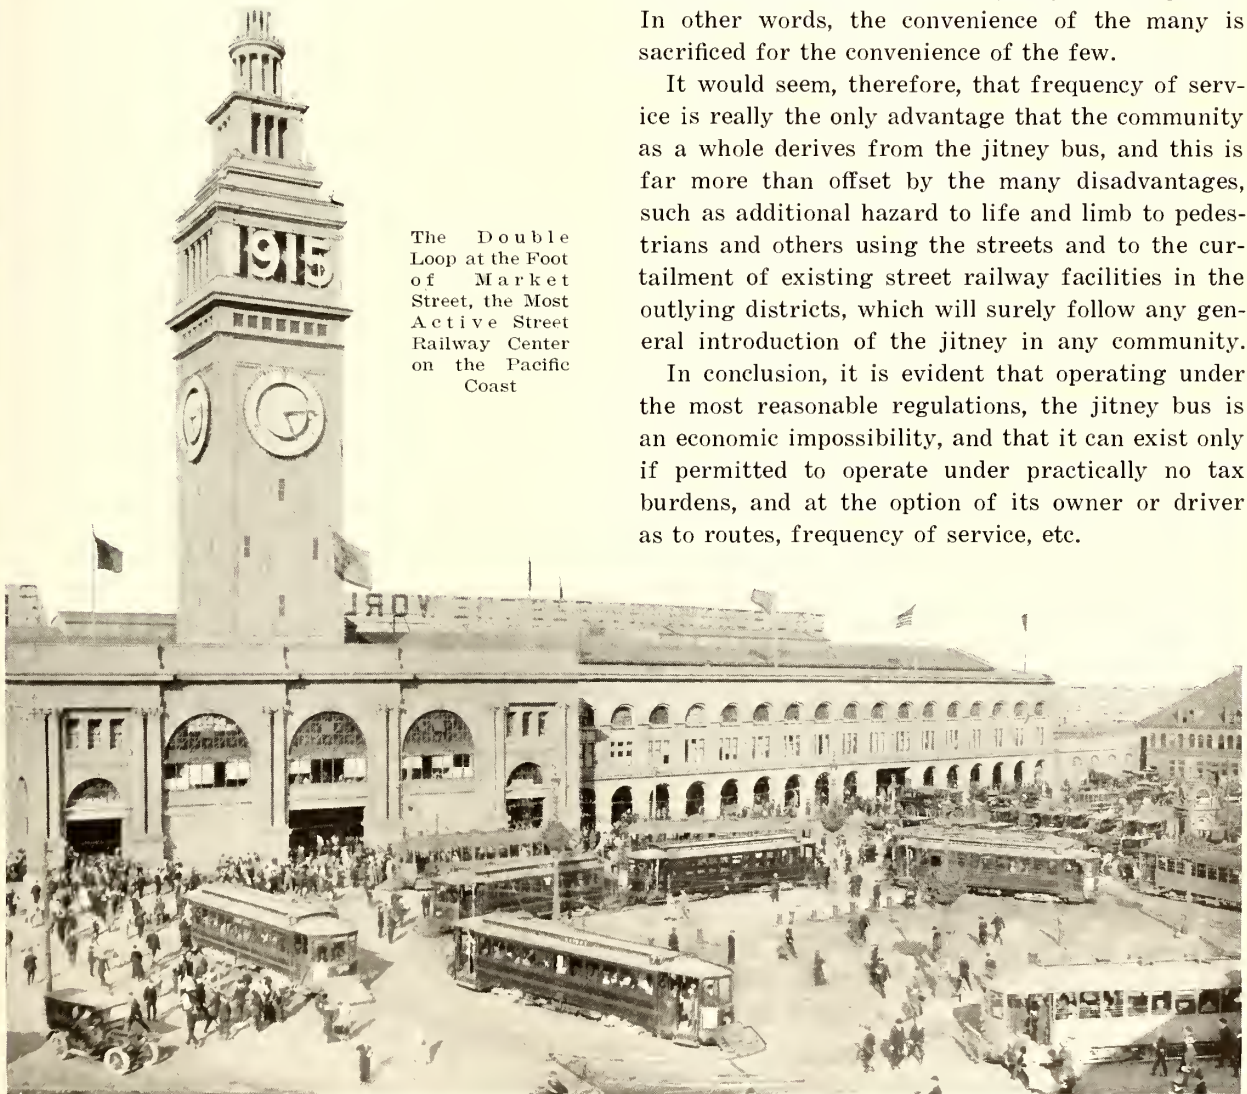 In other words, the convenience of the many is
sacrificed for the convenience of the few.
It would seem, therefore, that frequency of serv-
ice is really the only advantage that the community
as a whole derives from the jitney bus, and this is
far more than offset by the many disadvantages,
such as additional hazard to life and limb to pedes-
trians and others using the streets and to the cur-
tailment of existing street railway facilities in the
outlying districts, which will surely follow any gen-
eral introduction of the jitney in any community.
In conclusion, it is evident that operating under
the most reasonable regulations, the jitney bus is
an economic impossibility, and that it can exist only
if permitted to operate under practically no tax
burdens, and at the option of its owner or driver
as to routes, frequency of service, etc.
The Double
Loop at the Foot
of Market
Street, the Most
Active Street
Railway Center
on the Pacific
Coast
1915